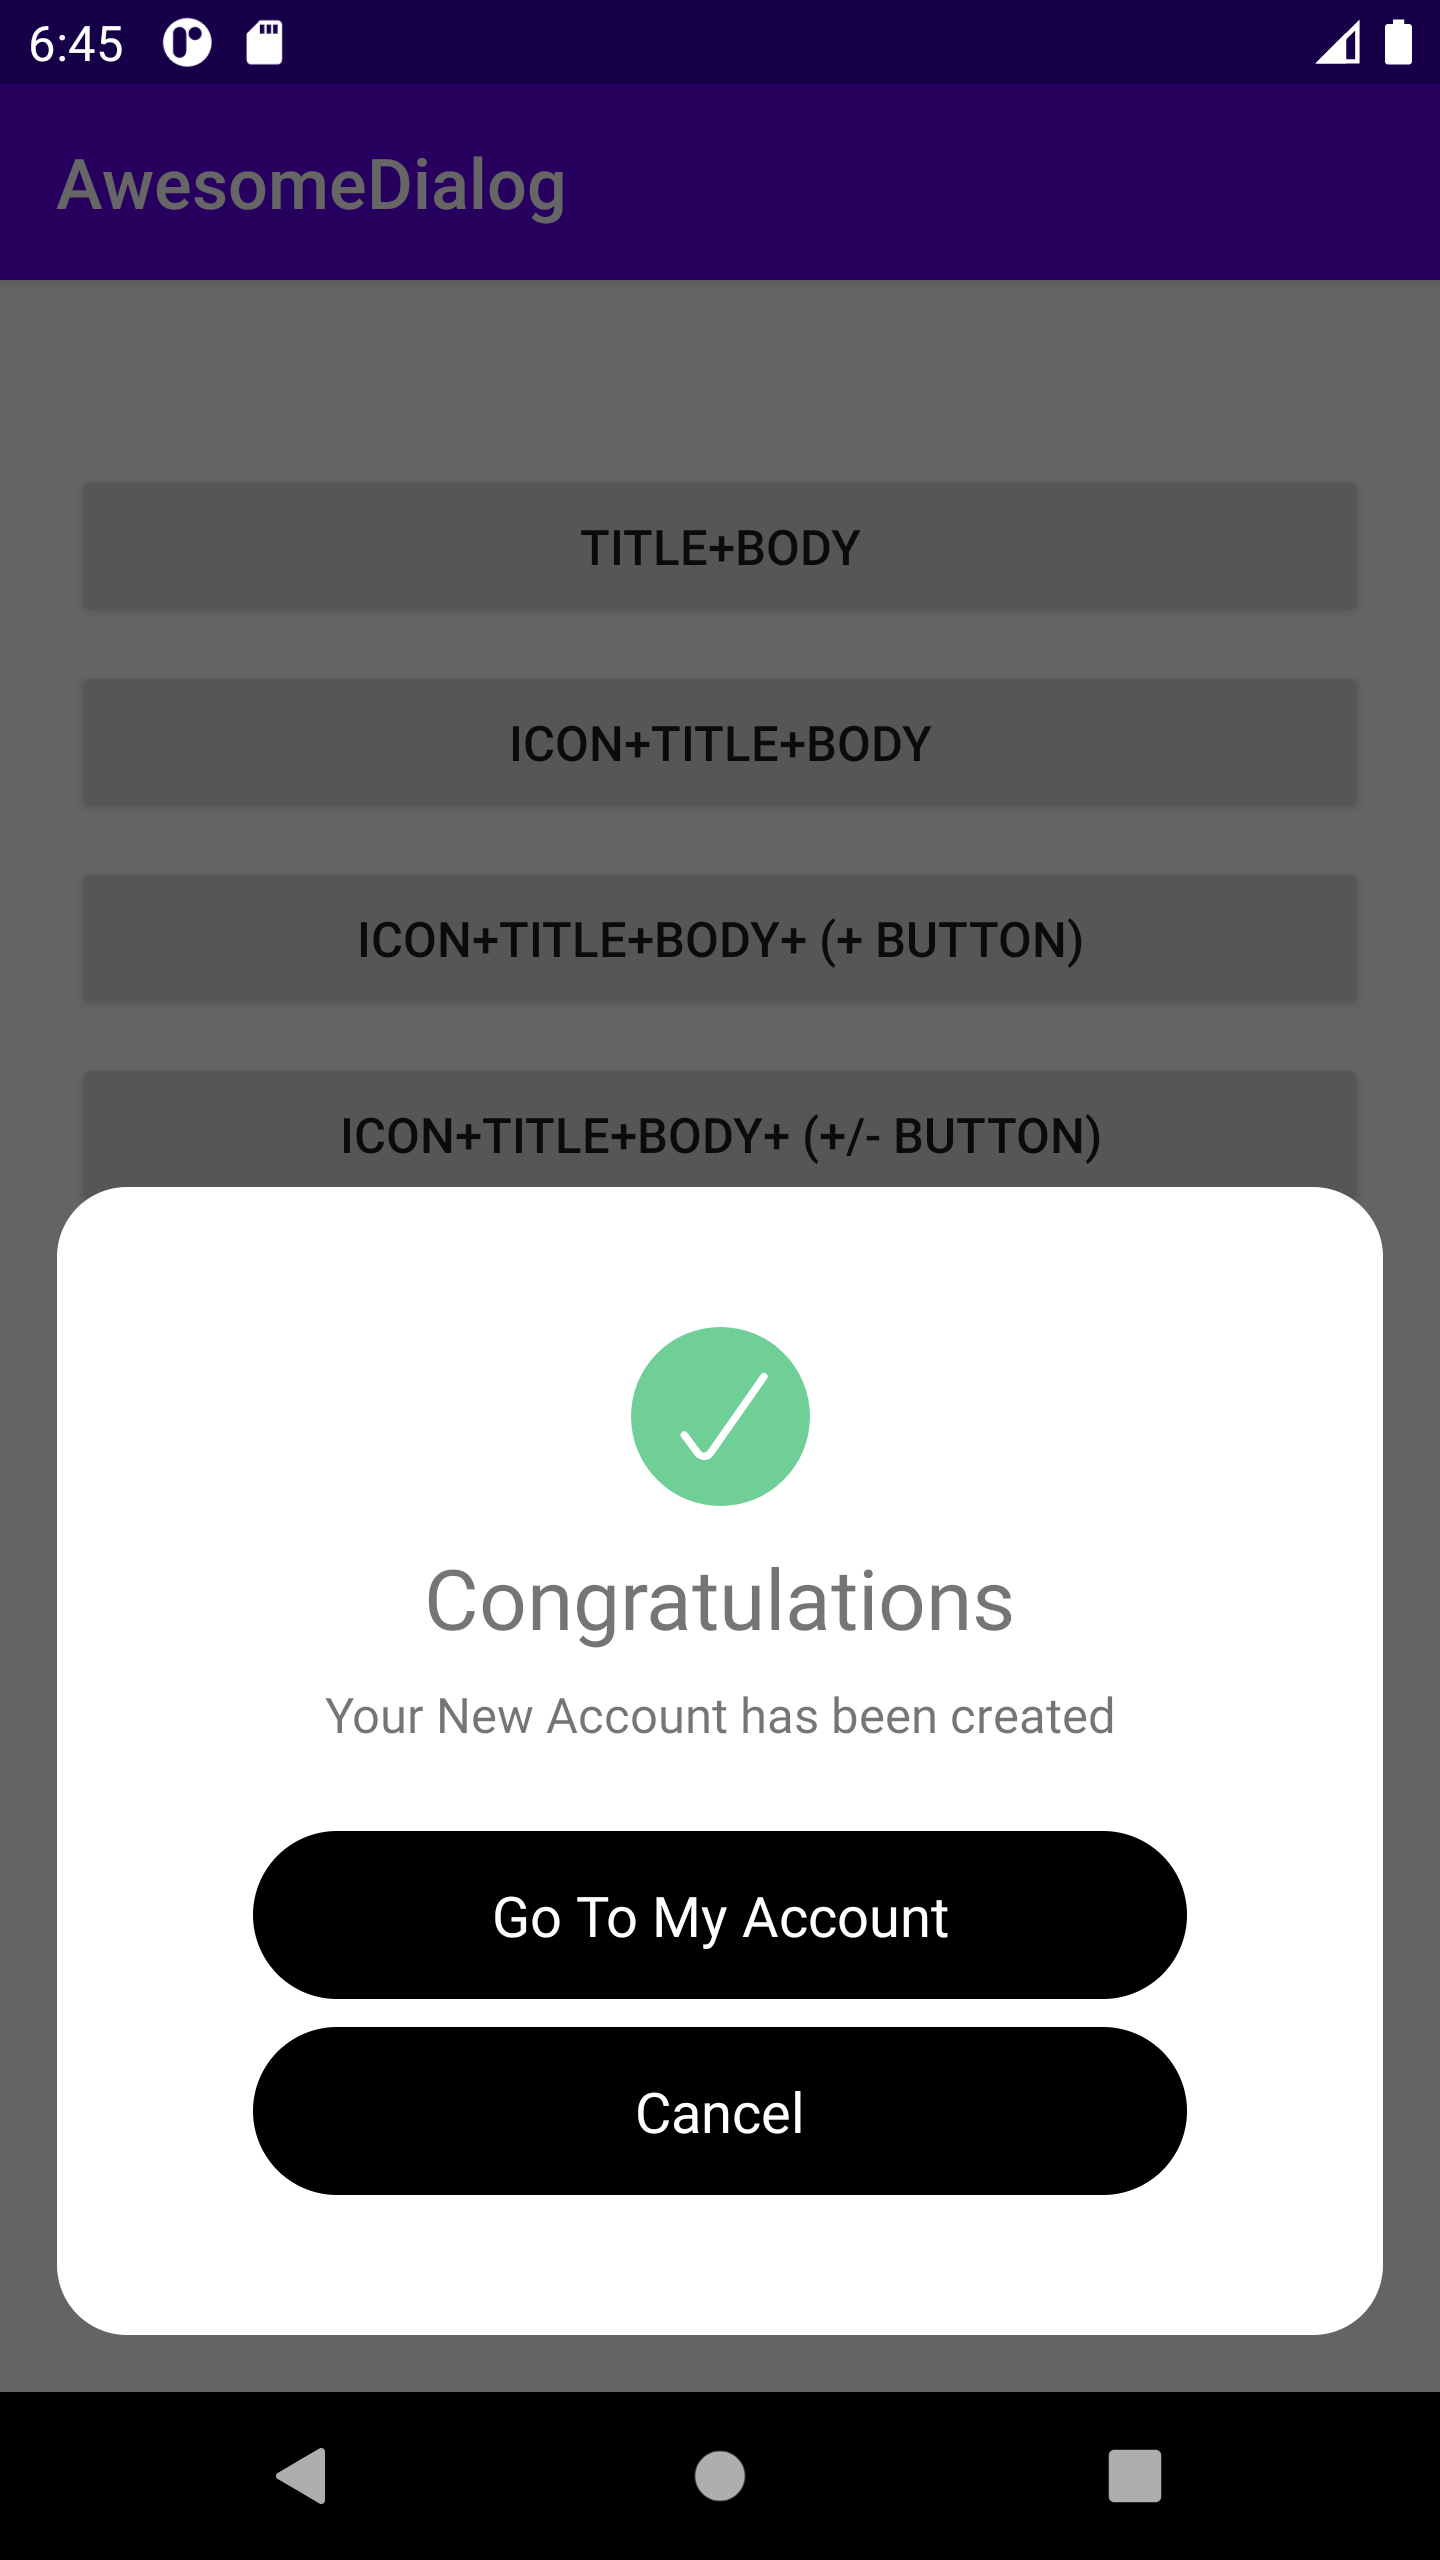 6:45
AwesomeDialog
TITLE+BODY
ICON+TITLE+BODY
ICON+TITLE+BODY+ (+ BUTTON)
ICON+TITLE+BODY+ (+/- BUTTON)
Congratulations
Your New Account has been created
Go To My Account
Cancel